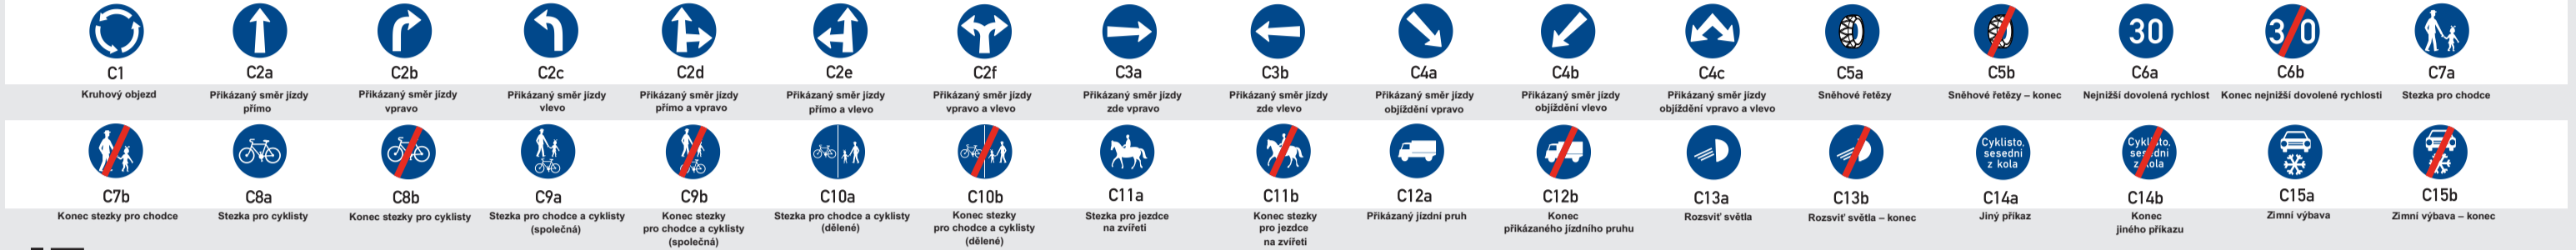 30
30
C1
C2a
C2b
C2c
C2d
C2e
C2f
C3a
C3b
C4a
C4b
C4c
C5a
C5b
C6a
C6b
C7a
Kruhový objezd
Přikázaný směr jízdy
přímo
Přikázaný směr jízdy
vpravo
Přikázaný směr jízdy
vlevo
Přikázaný směr jízdy
přímo a vpravo
Přikázaný směr jízdy
přímo a vlevo
Přikázaný směr jízdy
vpravo a vlevo
Přikázaný směr jízdy
zde vpravo
Přikázaný směr jízdy
zde vlevo
Přikázaný směr jízdy
objíždění vpravo
Přikázaný směr jízdy
objíždění vlevo
Přikázaný směr jízdy
objíždění vpravo a vlevo
Sněhové řetězy
Sněhové řetězy – konec
Nejnižší dovolená rychlost
Konec nejnižší dovolené rychlosti
Stezka pro chodce
Cyklisto,
sesedni
z kola
Cyklisto,
sesedni
z kola
C7b
C8a
C8b
C9a
C9b
C10a
C10b
C11a
C11b
C12a
C12b
C13a
C13b
C14a
C14b
C15a
C15b
Konec stezky pro chodce
Stezka pro cyklisty
Konec stezky pro cyklisty
Stezka pro chodce a cyklisty
(společná)
Konec stezky
pro chodce a cyklisty
(společná)
Stezka pro chodce a cyklisty
(dělené)
Konec stezky
pro chodce a cyklisty
(dělené)
Stezka pro jezdce
na zvířeti
Konec stezky
pro jezdce
na zvířeti
Přikázaný jízdní pruh
Konec
přikázaného jízdního pruhu
Rozsviť světla
Rozsviť světla – konec
Jiný příkaz
Konec
jiného příkazu
Zimní výbava
Zimní výbava – konec